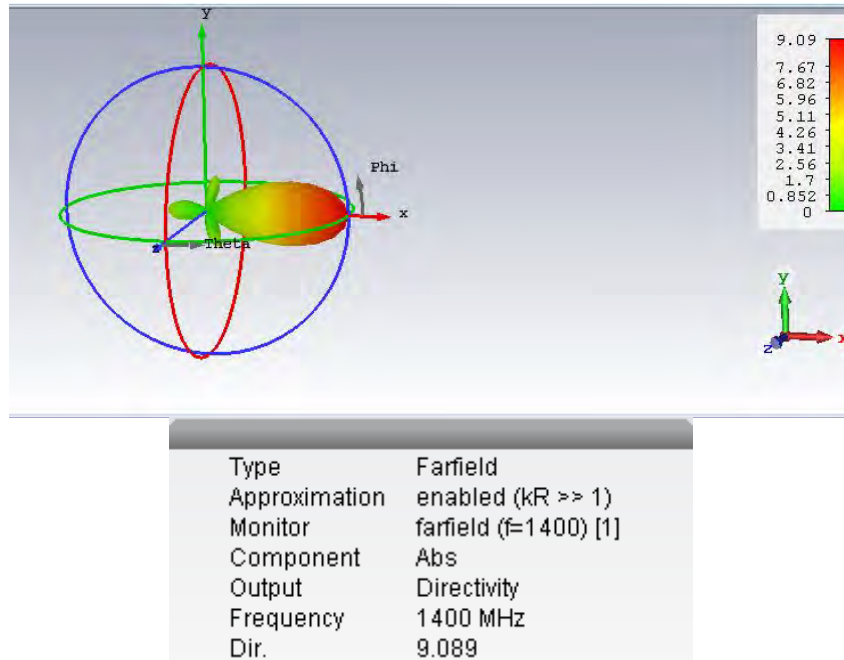 y
9.09
7.67
6.82
5.96
5.11
4.26
3.41
2.56
1.7
0.852
0
Phi
x
z
Theta
y
z
x
Type Farfield
Approximation enabled (kR >> 1)
Monitor farfield (f=1400) [1]
Component Abs
Output Directivity
Frequency 1400 MHz
Dir. 9.089